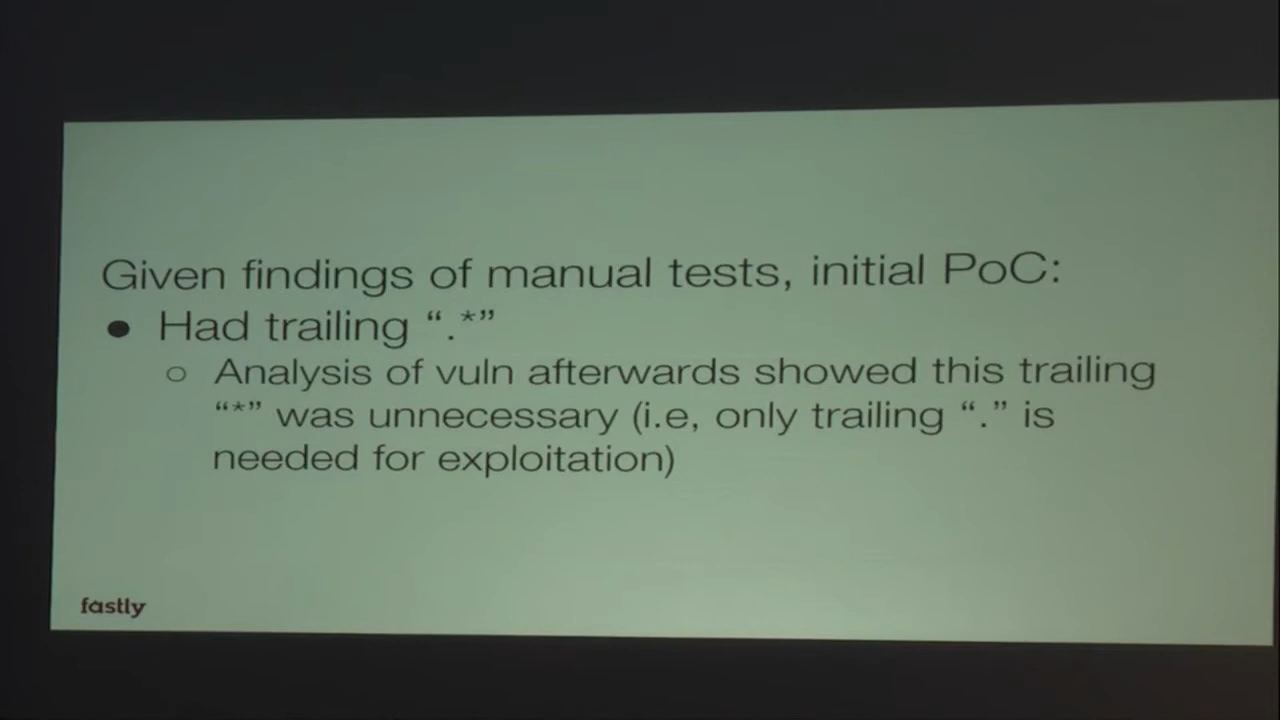 Given findings of manual tests, initial PoC:
● Had trailing “.*”
○ Analysis of vuln afterwards showed this trailing
“*” was unnecessary (i.e, only trailing “.” is
needed for exploitation)
fastly